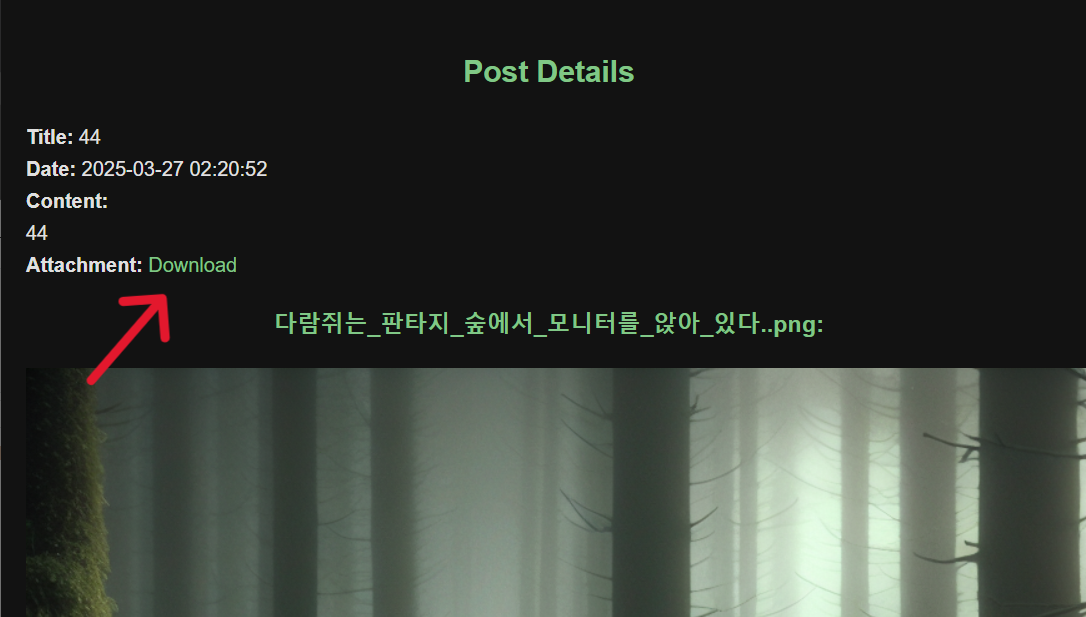 Post Details
Title: 44
Date: 2025-03-27 02:20:52
Content:
44
Attachment: Download
다람쥐는_판타지_숲에서_모니터를_앉아_있다..png: